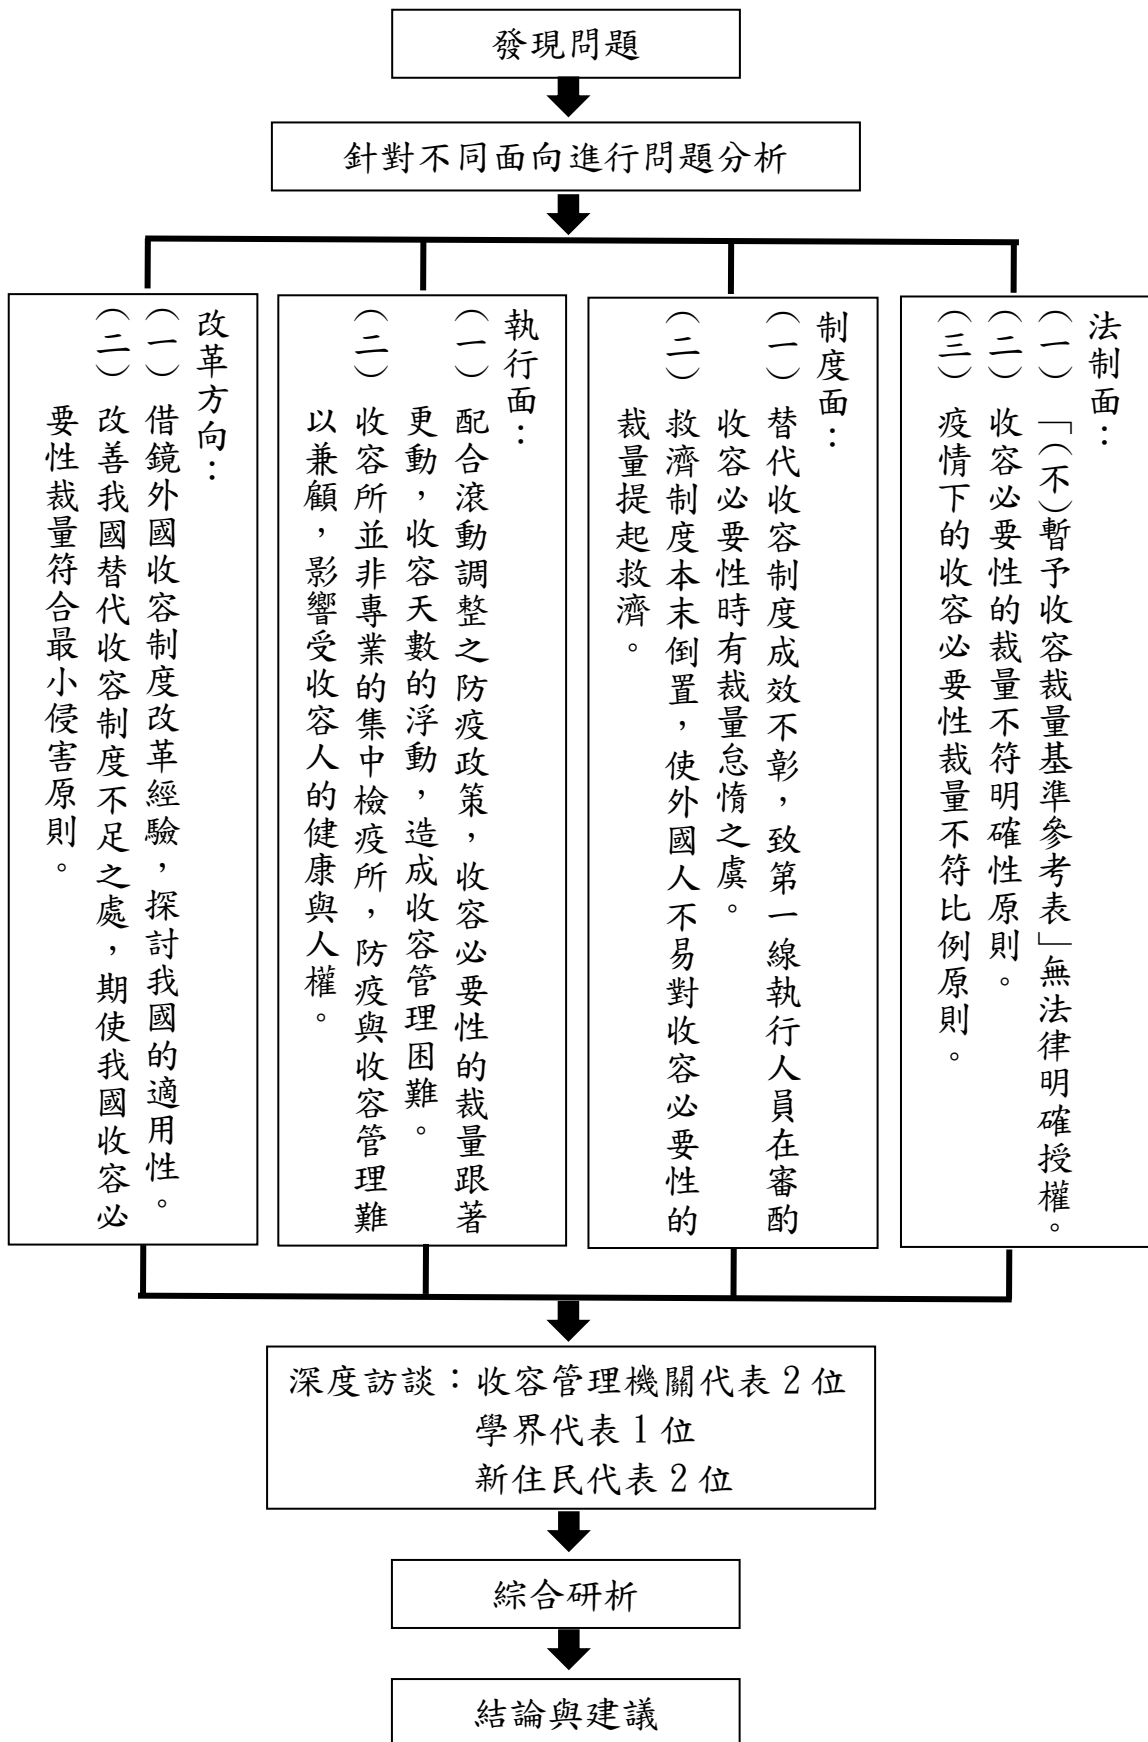 發現問題
針對不同面向進行問題分析
法制面：
（一）「（不）暫予收容裁量基準參考表」無法律明確授權。
（二）收容必要性的裁量不符明確性原則。
（三）疫情下的收容必要性裁量不符比例原則。
制度面：
（一）替代收容制度成效不彰，致第一線執行人員在審酌
收容必要性時有裁量怠惰之虞。
（二）救濟制度本末倒置，使外國人不易對收容必要性的
裁量提起救濟。
執行面：
（一）配合滾動調整之防疫政策，收容必要性的裁量跟著
更動，收容天數的浮動，造成收容管理困難。
（二）收容所並非專業的集中檢疫所，防疫與收容管理難
以兼顧，影響受收容人的健康與人權。
改革方向：
（一）借鏡外國收容制度改革經驗，探討我國的適用性。
（二）改善我國替代收容制度不足之處，期使我國收容必
要性裁量符合最小侵害原則。
深度訪談：收容管理機關代表2位
學界代表1位
新住民代表2位
綜合研析
結論與建議